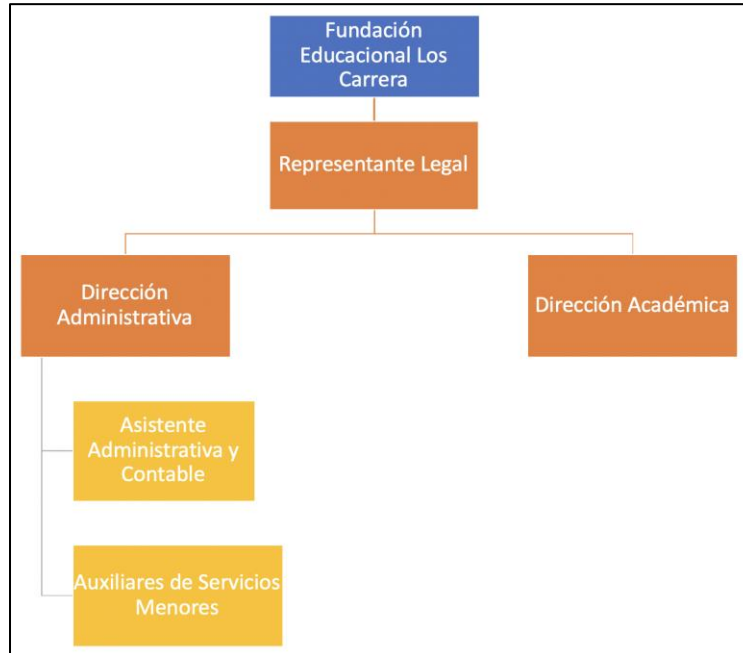 Fundación
Educacional Los
Carrera
Representante Legal
Dirección
Administrativa
Dirección Académica
Asistente
Administrativa y
Contable
Auxiliares de Servicios
Menores